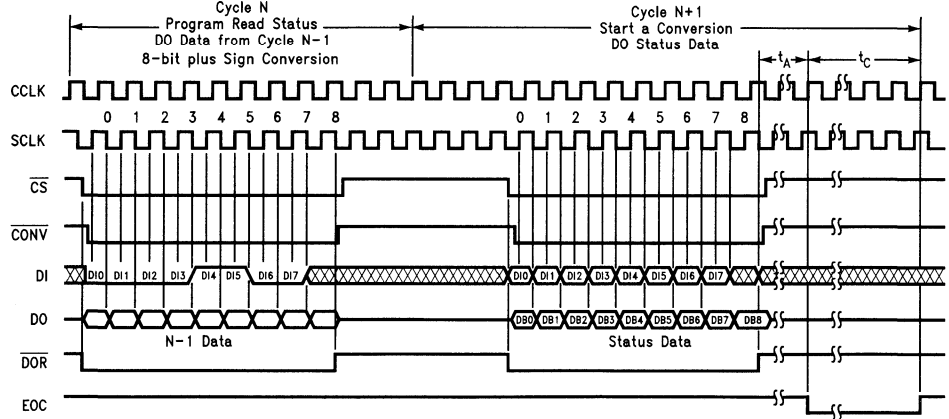 Cycle N
Program Read Status
DO Data from Cycle N-1
8-bit plus Sign Conversion
Cycle N+1
Start a Conversion
DO Status Data
tA
tC
CCLK
0 1 2 3 4 5 6 7 8
0 1 2 3 4 5 6 7 8
SCLK
CS
CONV
DI
DI0 DI1 DI2 DI3 DI4 DI5 DI6 DI7
DI0 DI1 DI2 DI3 DI4 DI5 DI6 DI7
DO
DB0 DB1 DB2 DB3 DB4 DB5 DB6 DB7 DB8
N-1 Data
Status Data
DOR
EOC